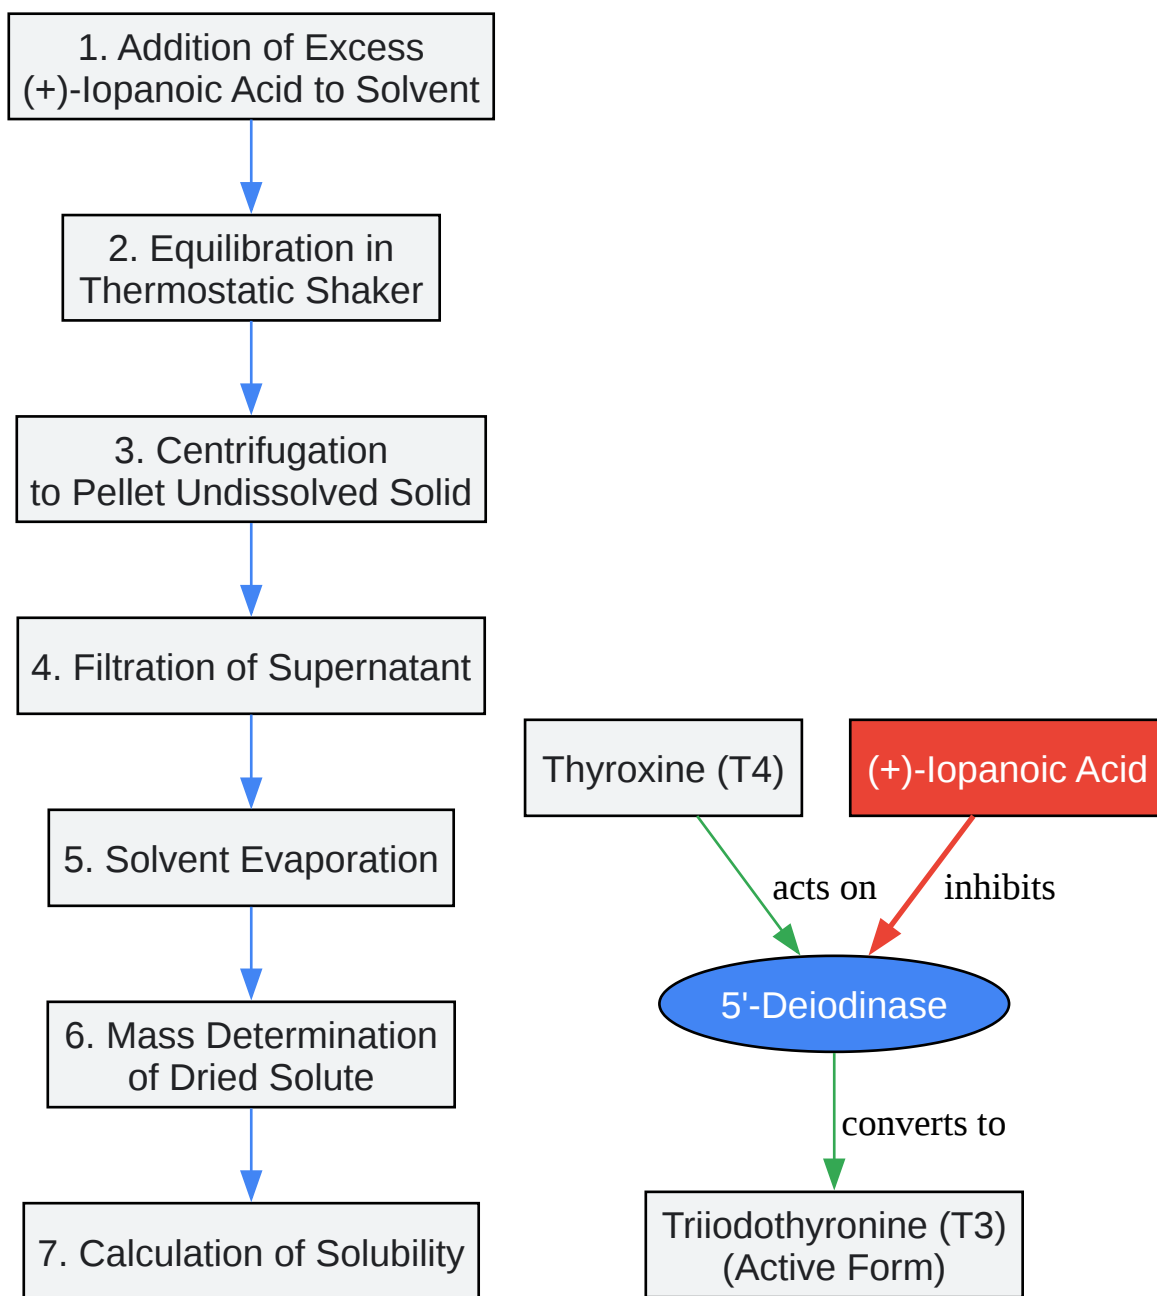 1. Addition of Excess
(+)-Iopanoic Acid to Solvent
2. Equilibration in
Thermostatic Shaker
3. Centrifugation
to Pellet Undissolved Solid
4. Filtration of Supernatant
5. Solvent Evaporation
6. Mass Determination
of Dried Solute
7. Calculation of Solubility
Thyroxine (T4)
(+)-Iopanoic Acid
acts on
inhibits
5'-Deiodinase
converts to
Triiodothyronine (T3)
(Active Form)